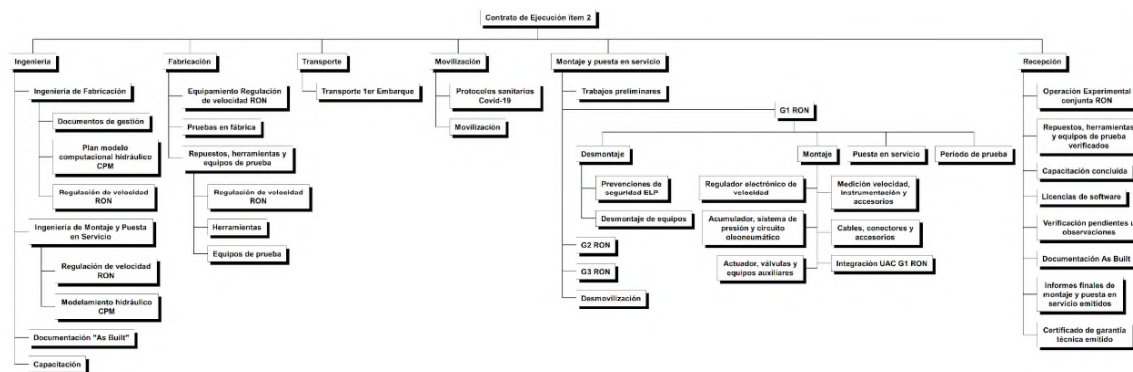 Contrato de Ejecución ítem 2
Ingeniería
Ingeniería de Fabricación
Documentos de gestión
Plan modelo
computacional hidráulico
CPM
Regulación de velocidad
RON
Ingeniería de Montaje y Puesta
en Servicio
Regulación de velocidad
RON
Modelamiento hidráulico
CPM
Documentación "As Built"
Capacitación
Fabricación
Equipamiento Regulación
de velocidad RON
Pruebas en fábrica
Repuestos, herramientas y
equipos de prueba
Regulación de velocidad
RON
Herramientas
Equipos de prueba
Transporte
Transporte 1er Embarque
Movilización
Protocolos sanitarios
Covid-19
Movilización
Montaje y puesta en servicio
Trabajos preliminares
G1 RON
Desmontaje
Prevenciones de
seguridad ELP
Desmontaje de equipos
Montaje
Regulador electrónico de
velocidad
Acumulador, sistema de
presión y circuito
oleoneumático
Actuador, válvulas y
equipos auxiliares
Medición velocidad,
instrumentación y
accesorios
Cables, conectores y
accesorios
Integración UAC G1 RON
Puesta en servicio
Periodo de prueba
G2 RON
G3 RON
Desmovilización
Recepción
Operación Experimental
conjunta RON
Repuestos, herramientas
y equipos de prueba
verificados
Capacitación concluida
Licencias de software
Verificación pendientes u
observaciones
Documentación As Built
Informes finales de
montaje y puesta en
servicio emitidos
Certificado de garantía
técnica emitido